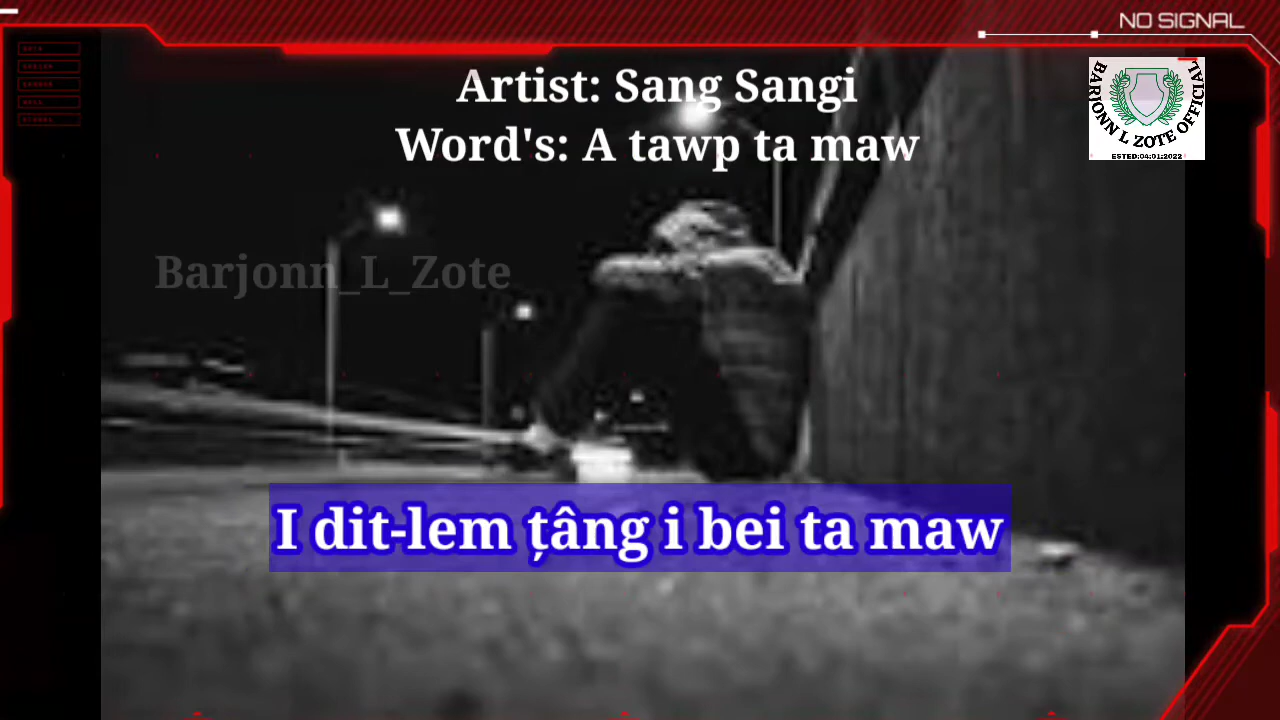 NO SIGNAL
Artist: Sang Sangi
Word's: A tawp ta maw
BARJONN L ZOTE OFFICIAL
ESTED:04:01:2022
Barjonn_L_Zote
I dit-lem ţâng i bei ta maw